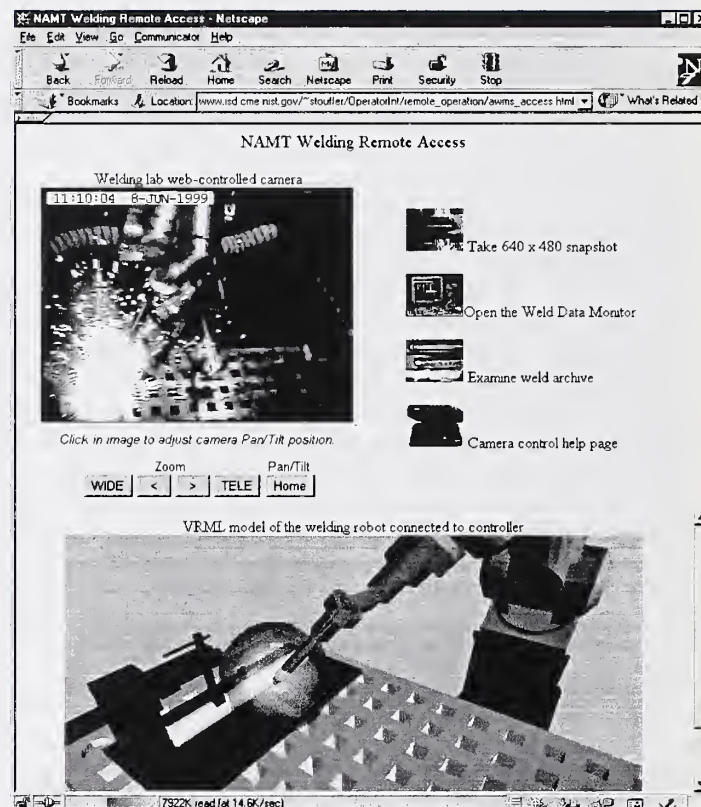 NAMT Welding Remote Access - Netscape
File Edit View Go Communicator Help
Back Forward Reload Home Search Netscape Print Security Stop
Bookmarks Location: www.isd.cme.nist.gov/~stouffer/OperatorInt/remote_operation/awms_access.html What's Related
NAMT Welding Remote Access
Welding lab web-controlled camera
11:10:04 8-JUN-1999
Take 640 x 480 snapshot
Open the Weld Data Monitor
Examine weld archive
Camera control help page
Click in image to adjust camera Pan/Tilt position.
Zoom Pan/Tilt
WIDE < > TELE Home
VRML model of the welding robot connected to controller
7922K read (at 14.6K/sec)